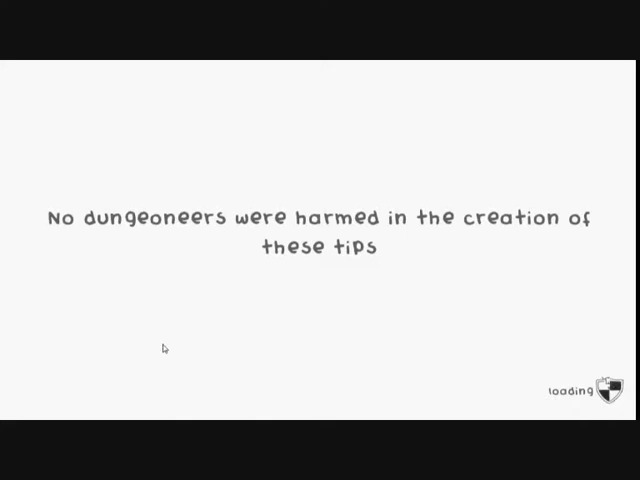 No dungeoneers were harmed in the creation of
these tips
loading